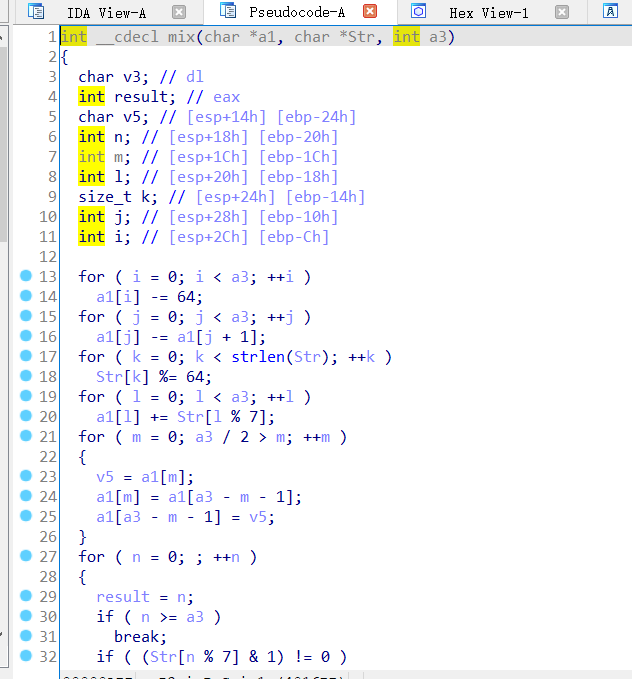 IDA View-A Pseudocode-A Hex View-1 A
1 int __cdecl mix(char *a1, char *Str, int a3)
2 {
3 char v3; // dl
4 int result; // eax
5 char v5; // [esp+14h] [ebp-24h]
6 int n; // [esp+18h] [ebp-20h]
7 int m; // [esp+1Ch] [ebp-1Ch]
8 int l; // [esp+20h] [ebp-18h]
9 size_t k; // [esp+24h] [ebp-14h]
10 int j; // [esp+28h] [ebp-10h]
11 int i; // [esp+2Ch] [ebp-Ch]
12
13 for ( i = 0; i < a3; ++i )
14 a1[i] -= 64;
15 for ( j = 0; j < a3; ++j )
16 a1[j] -= a1[j + 1];
17 for ( k = 0; k < strlen(Str); ++k )
18 Str[k] %= 64;
19 for ( l = 0; l < a3; ++l )
20 a1[l] += Str[l % 7];
21 for ( m = 0; a3 / 2 > m; ++m )
22 {
23 v5 = a1[m];
24 a1[m] = a1[a3 - m - 1];
25 a1[a3 - m - 1] = v5;
26 }
27 for ( n = 0; ; ++n )
28 {
29 result = n;
30 if ( n >= a3 )
31 break;
32 if ( (Str[n % 7] & 1) != 0 )